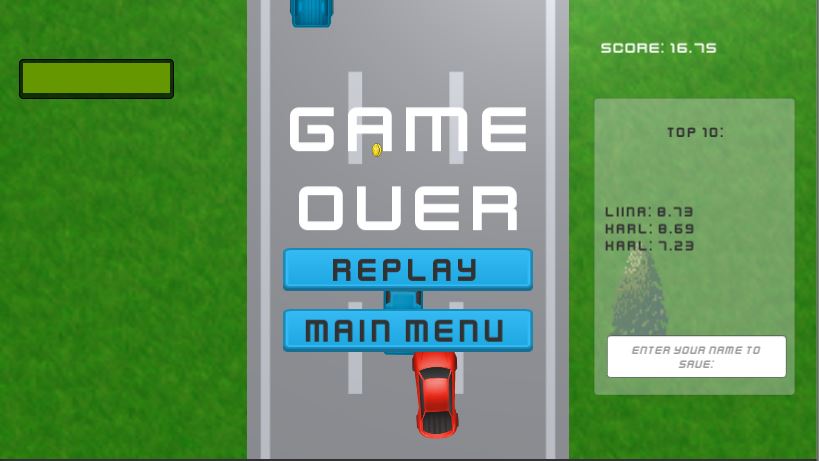 SCORE: 16.75
GAME
OVER
REPLAY
MAIN MENU
TOP 10:
LIINA: 8.73
KARL: 8.69
KARL: 7.23
ENTER YOUR NAME TO
SAVE: